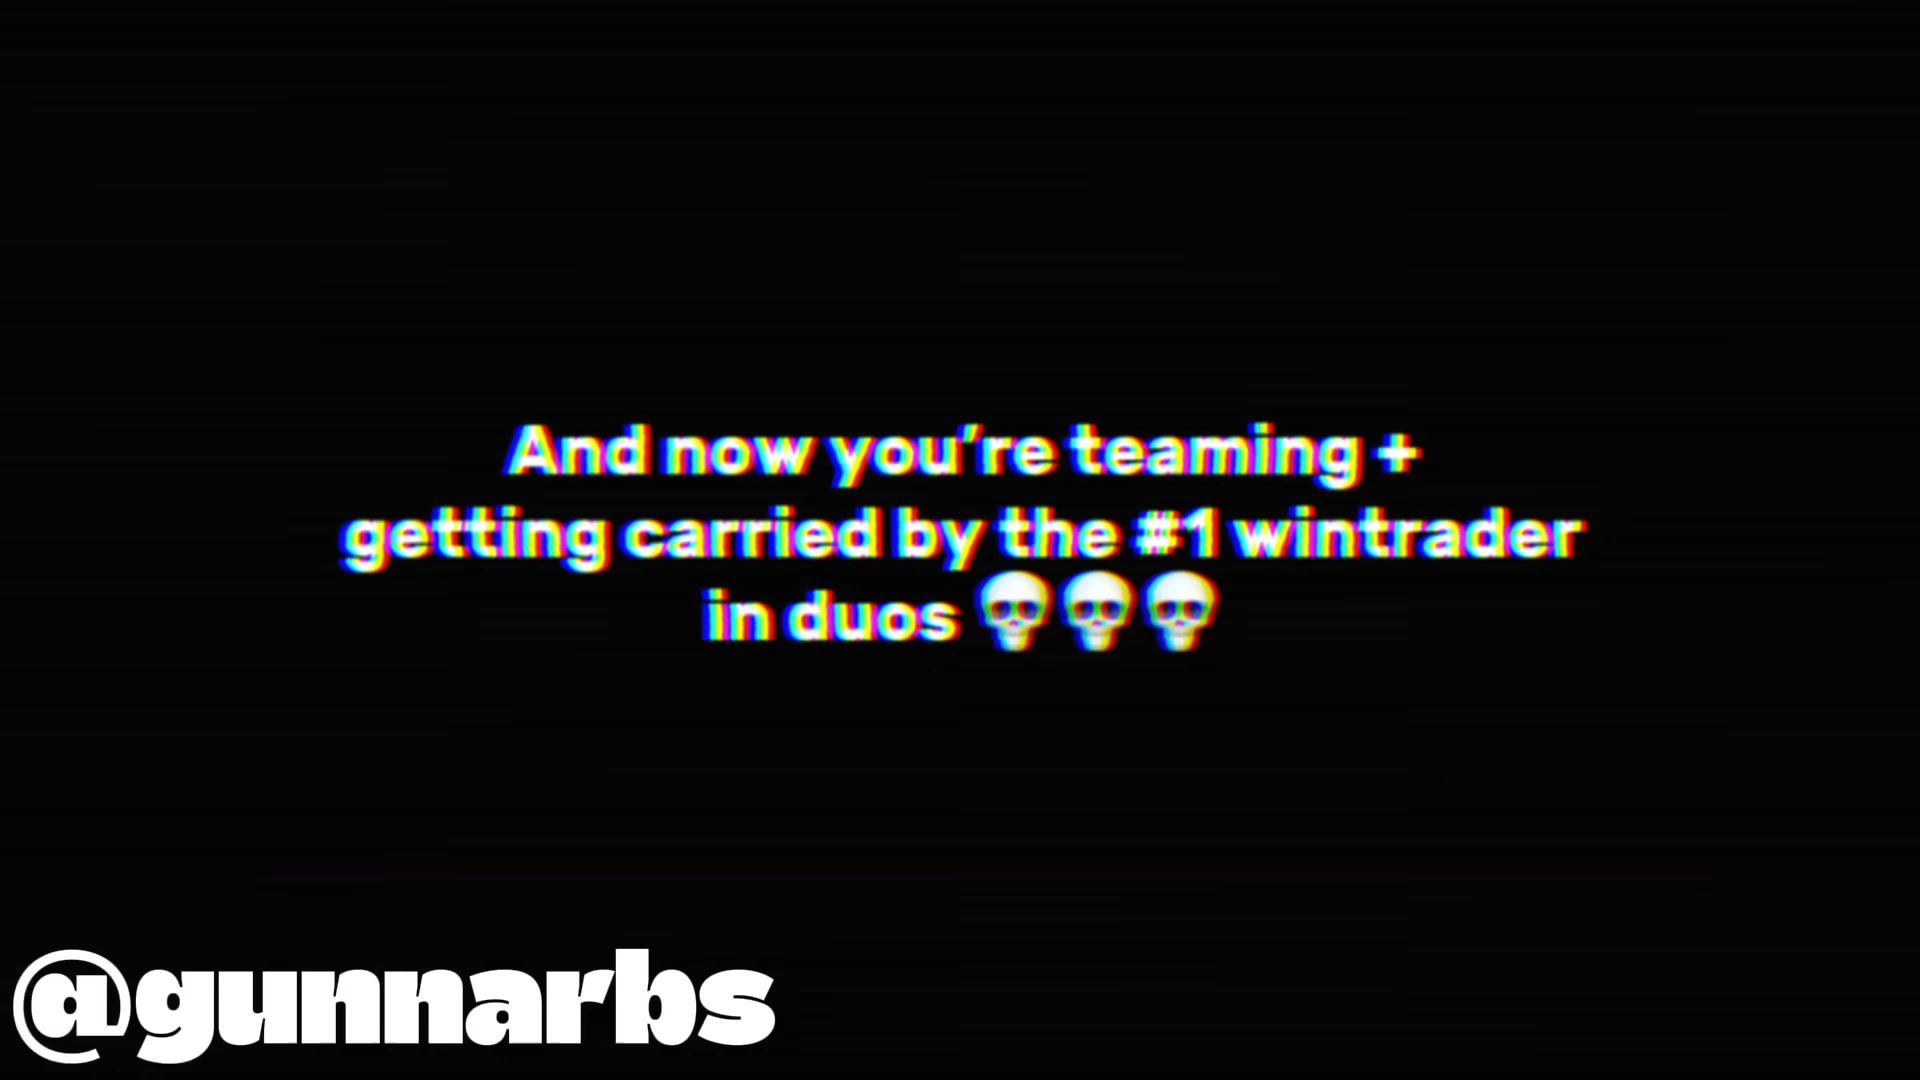 And now you’re teaming +
getting carried by the #1 wintrader
in duos 💀💀💀
@gunnarbs